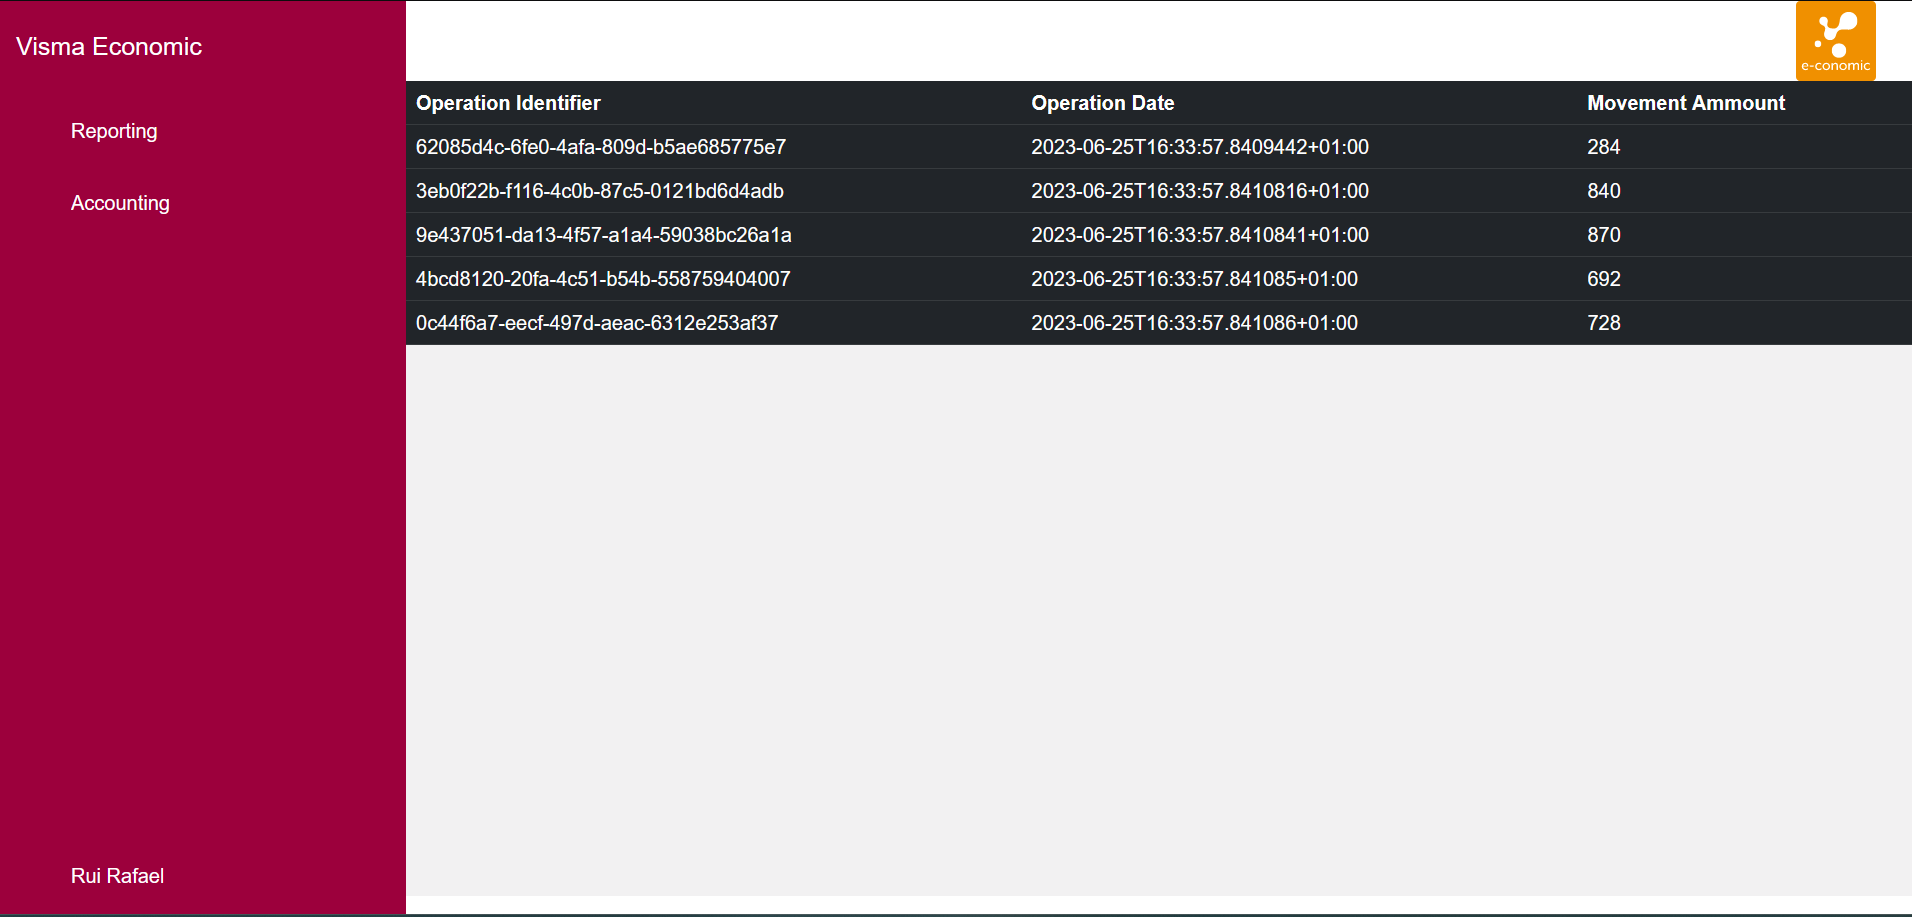 Visma Economic
Reporting
Accounting
Rui Rafael
e-conomic
Operation Identifier Operation Date Movement Ammount
62085d4c-6fe0-4afa-809d-b5ae685775e7 2023-06-25T16:33:57.8409442+01:00 284
3eb0f22b-f116-4c0b-87c5-0121bd6d4adb 2023-06-25T16:33:57.8410816+01:00 840
9e437051-da13-4f57-a1a4-59038bc26a1a 2023-06-25T16:33:57.8410841+01:00 870
4bcd8120-20fa-4c51-b54b-558759404007 2023-06-25T16:33:57.841085+01:00 692
0c44f6a7-eecf-497d-aeac-6312e253af37 2023-06-25T16:33:57.841086+01:00 728